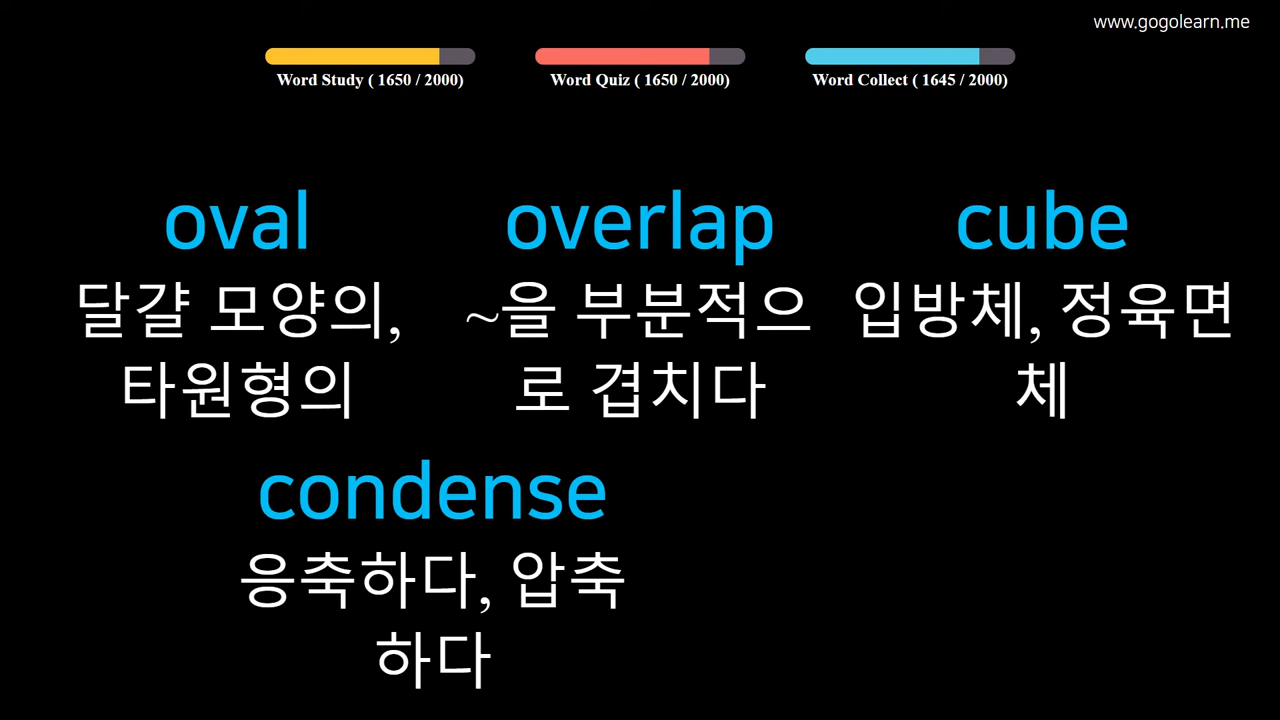 www.gogolearn.me
Word Study ( 1650 / 2000) Word Quiz ( 1650 / 2000) Word Collect ( 1645 / 2000)
oval
달걀 모양의,
타원형의
overlap
~을 부분적으
로 겹치다
cube
입방체, 정육면
체
condense
응축하다, 압축
하다